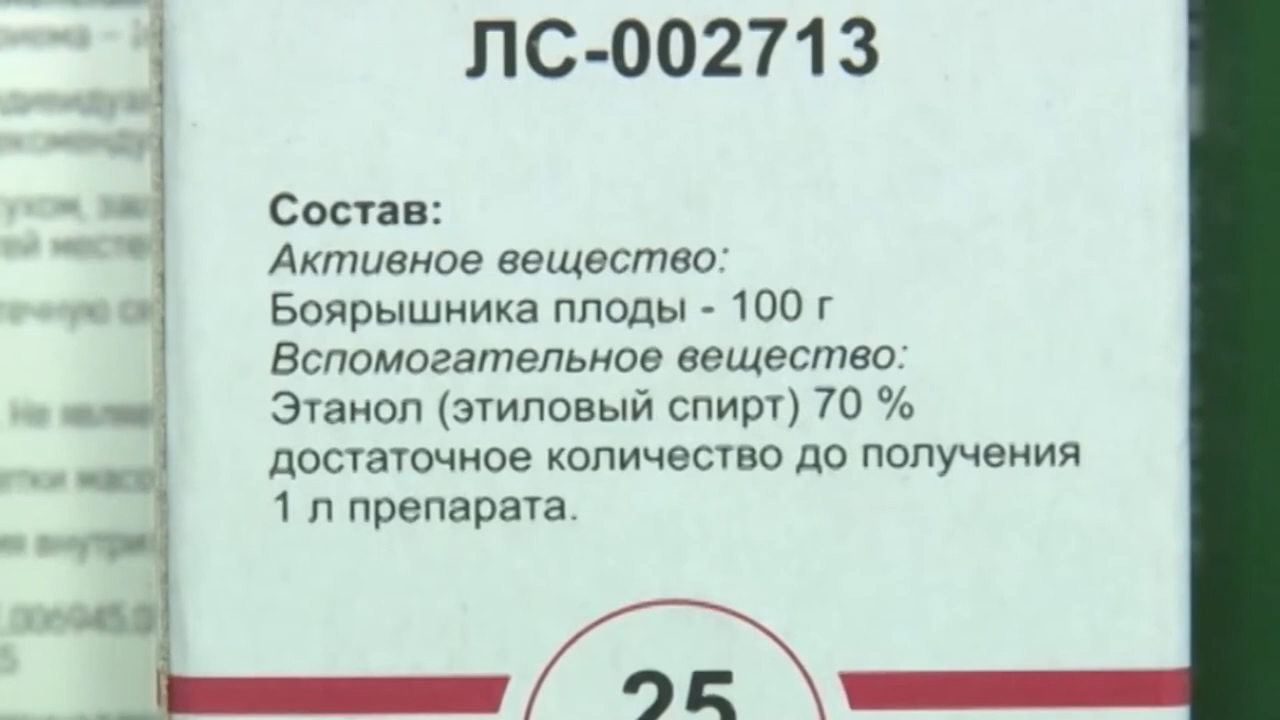 ЛС-002713
Состав:
Активное вещество:
Боярышника плоды - 100 г
Вспомогательное вещество:
Этанол (этиловый спирт) 70 %
достаточное количество до получения
1 л препарата.
25